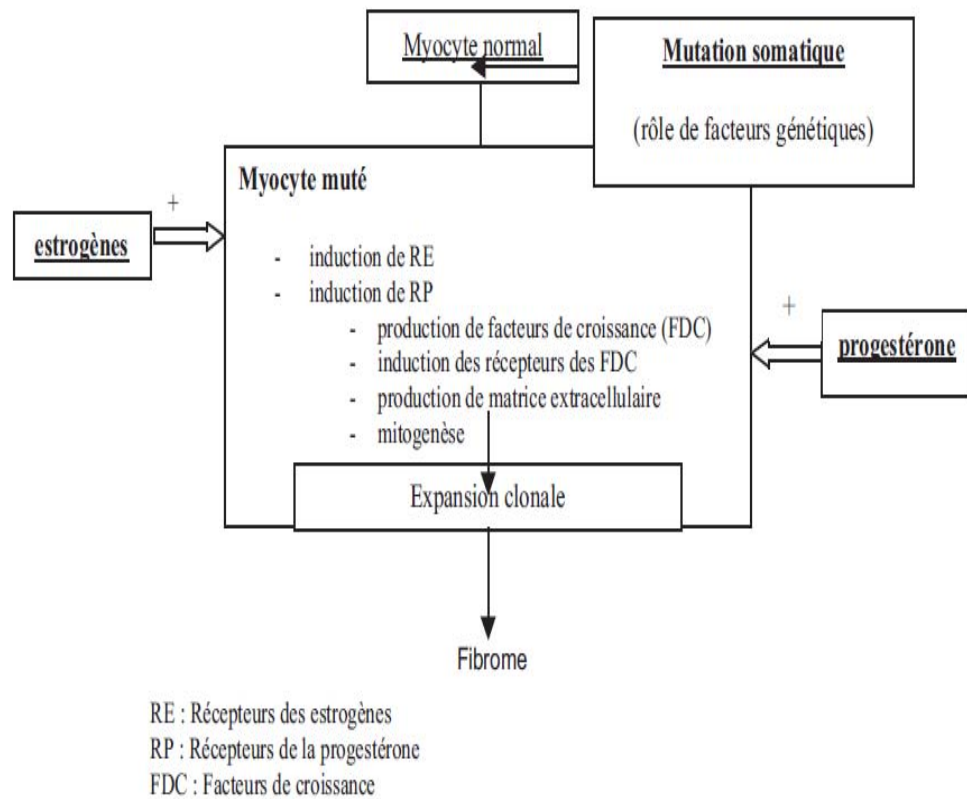 Myocyte normal
Mutation somatique
(rôle de facteurs génétiques)
Myocyte muté
+
estrogènes
- induction de RE
- induction de RP
- production de facteurs de croissance (FDC)
- induction des récepteurs des FDC
- production de matrice extracellulaire
- mitogenèse
+
progestérone
Expansion clonale
Fibrome
RE : Récepteurs des estrogènes
RP : Récepteurs de la progestérone
FDC : Facteurs de croissance